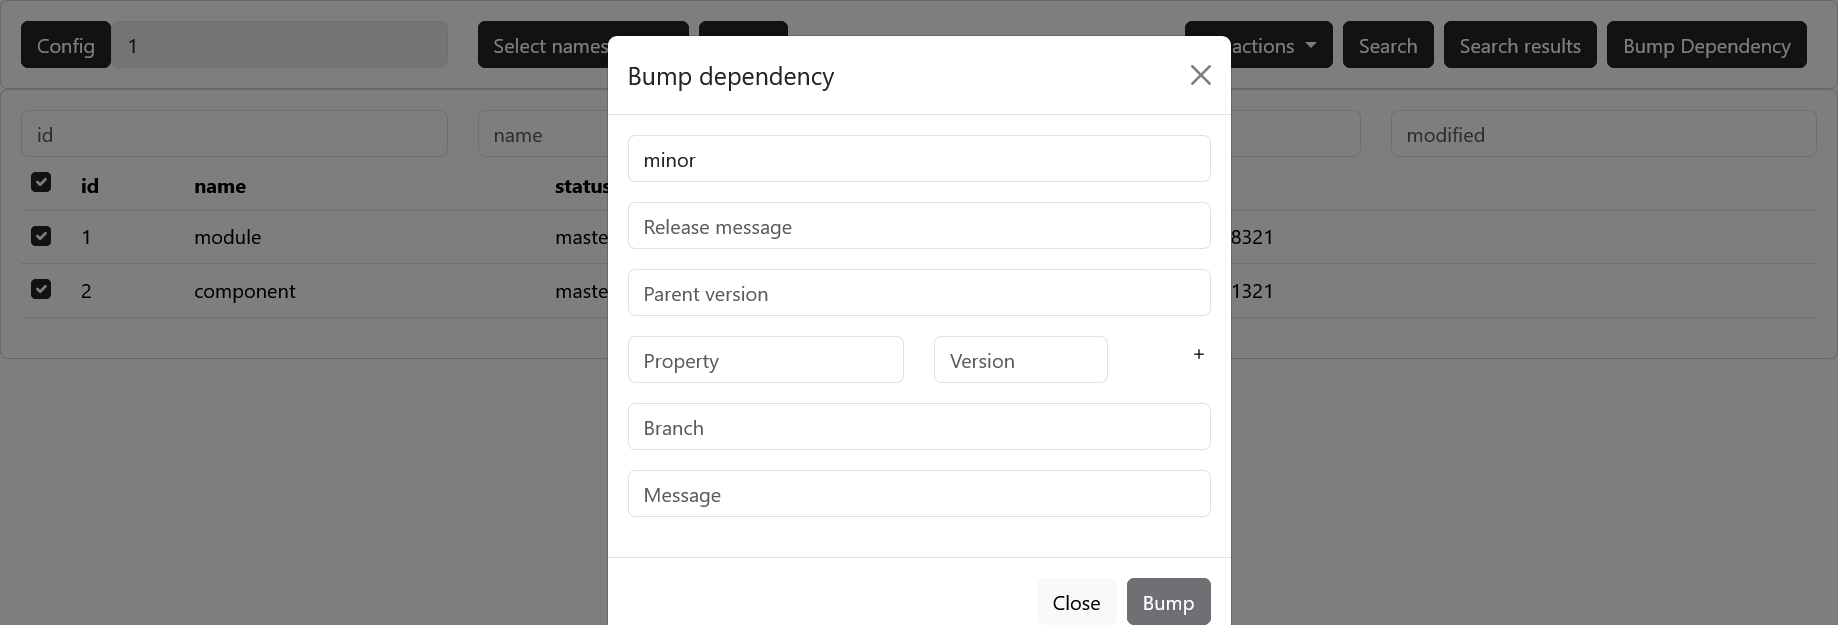 Config 1 Select names actions Search Search results Bump Dependency
Bump dependency
id name modified
minor
id name status
Release message
1 module maste 8321
2 component maste 1321
Parent version
Property Version +
Branch
Message
Close Bump